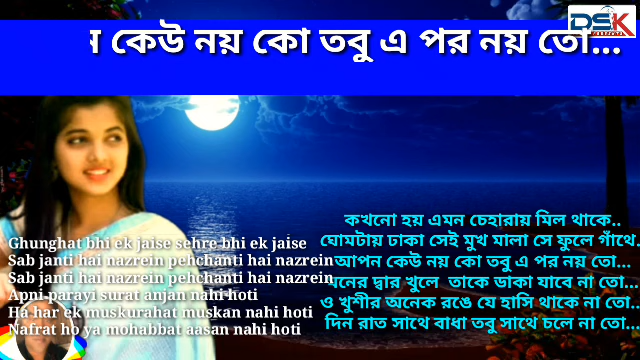 DSK
কেউ নয় কো তবু এ পর নয় তো...
Ghunghat bhi ek jaise sehre bhi ek jaise
Sab janti hai nazrein pehchanti hai nazrein
Sab janti hai nazrein pehchanti hai nazrein
Apni parayi surat anjan nahi hoti
Ha har ek muskurahat muskan nahi hoti
Nafrat ho ya mohabbat aasan nahi hoti
কখনো হয় এমন চেহারায় মিল থাকে..
ঘোমটায় ঢাকা সেই মুখ মালা সে ফুলে গাঁথে.
আপন কেউ নয় কো তবু এ পর নয় তো...
মনের দ্বার খুলে তাকে ডাকা যাবে না তো...
ও খুশীর অনেক রঙে যে হাসি থাকে না তো..
দিন রাত সাথে বাধা তবু সাথে চলে না তো...